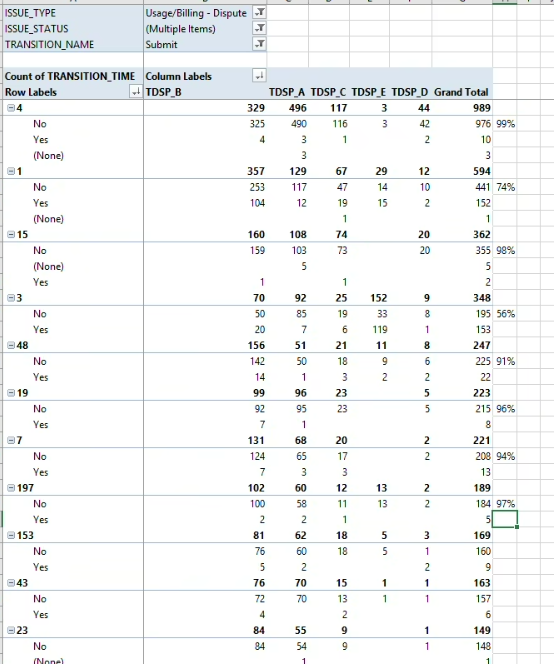 ISSUE_TYPE Usage/Billing - Dispute
ISSUE_STATUS (Multiple Items)
TRANSITION_NAME Submit
Count of TRANSITION_TIME Column Labels
Row Labels TDSP_B TDSP_A TDSP_C TDSP_E TDSP_D Grand Total
4 329 496 117 3 44 989
No 325 490 116 3 42 976 99%
Yes 4 3 1 2 10
(None) 3 3
1 357 129 67 29 12 594
No 253 117 47 14 10 441 74%
Yes 104 12 19 15 2 152
(None) 1 1
15 160 108 74 20 362
No 159 103 73 20 355 98%
(None) 5 5
Yes 1 1 2
3 70 92 25 152 9 348
No 50 85 19 33 8 195 56%
Yes 20 7 6 119 1 153
48 156 51 21 11 8 247
No 142 50 18 9 6 225 91%
Yes 14 1 3 2 2 22
19 99 96 23 5 223
No 92 95 23 5 215 96%
Yes 7 1 8
7 131 68 20 2 221
No 124 65 17 2 208 94%
Yes 7 3 3 13
197 102 60 12 13 2 189
No 100 58 11 13 2 184 97%
Yes 2 2 1 5
153 81 62 18 5 3 169
No 76 60 18 5 1 160
Yes 5 2 2 9
43 76 70 15 1 1 163
No 72 70 13 1 1 157
Yes 4 2 6
23 84 55 9 1 149
No 84 54 9 1 148
(None) 1 1